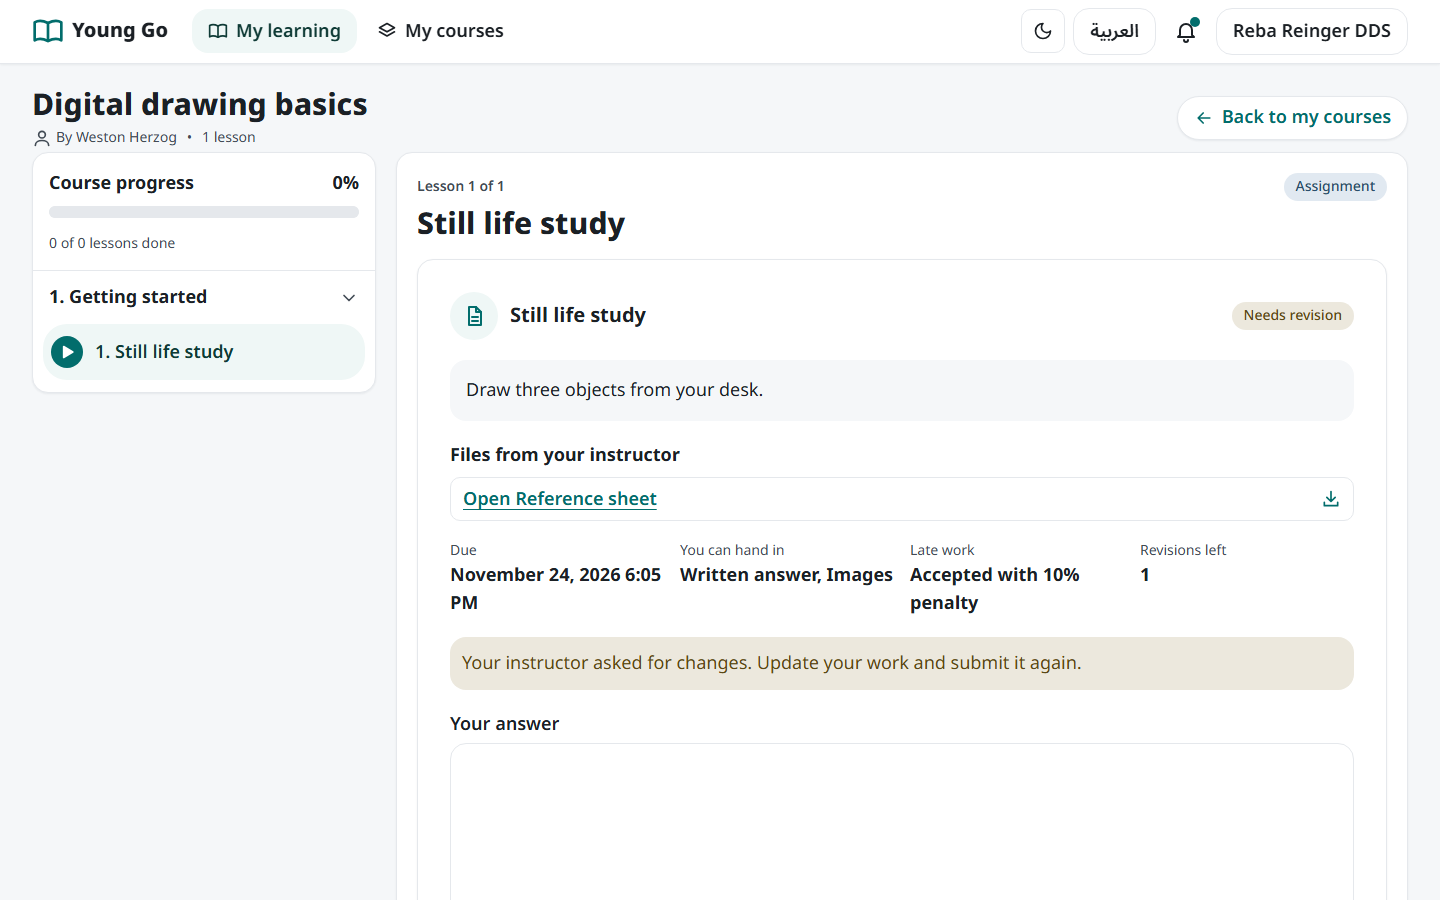 Young Go
My learning
My courses
العربية
Reba Reinger DDS
Digital drawing basics
By Weston Herzog • 1 lesson
Back to my courses
Course progress
0%
0 of 0 lessons done
1. Getting started
1. Still life study
Lesson 1 of 1
Assignment
Still life study
Still life study
Needs revision
Draw three objects from your desk.
Files from your instructor
Open Reference sheet
Due
November 24, 2026 6:05
PM
You can hand in
Written answer, Images
Late work
Accepted with 10%
penalty
Revisions left
1
Your instructor asked for changes. Update your work and submit it again.
Your answer